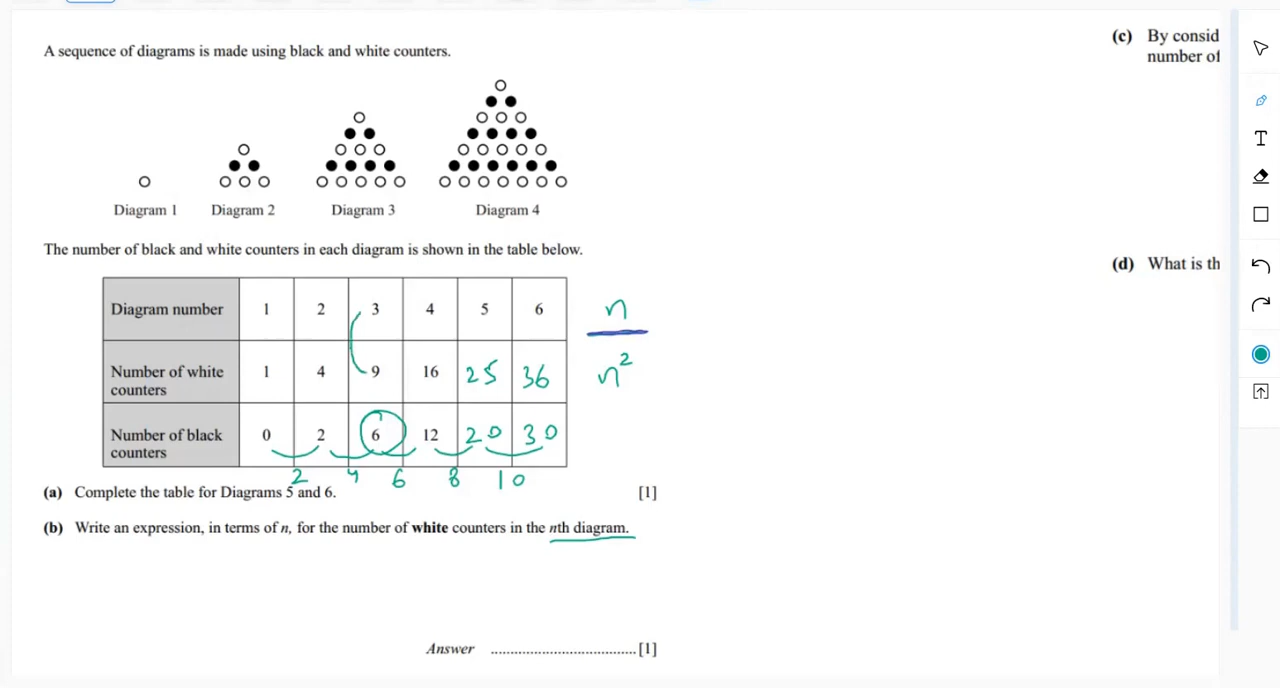 A sequence of diagrams is made using black and white counters.
Diagram 1 Diagram 2 Diagram 3 Diagram 4
The number of black and white counters in each diagram is shown in the table below.
Diagram number 1 2 3 4 5 6 n
Number of white counters 1 4 9 16 25 36 n²
Number of black counters 0 2 6 12 20 30
2 4 6 8 10
(a) Complete the table for Diagrams 5 and 6. [1]
(b) Write an expression, in terms of n, for the number of white counters in the nth diagram.
Answer .................................... [1]
(c) By consid
number of
(d) What is th
T